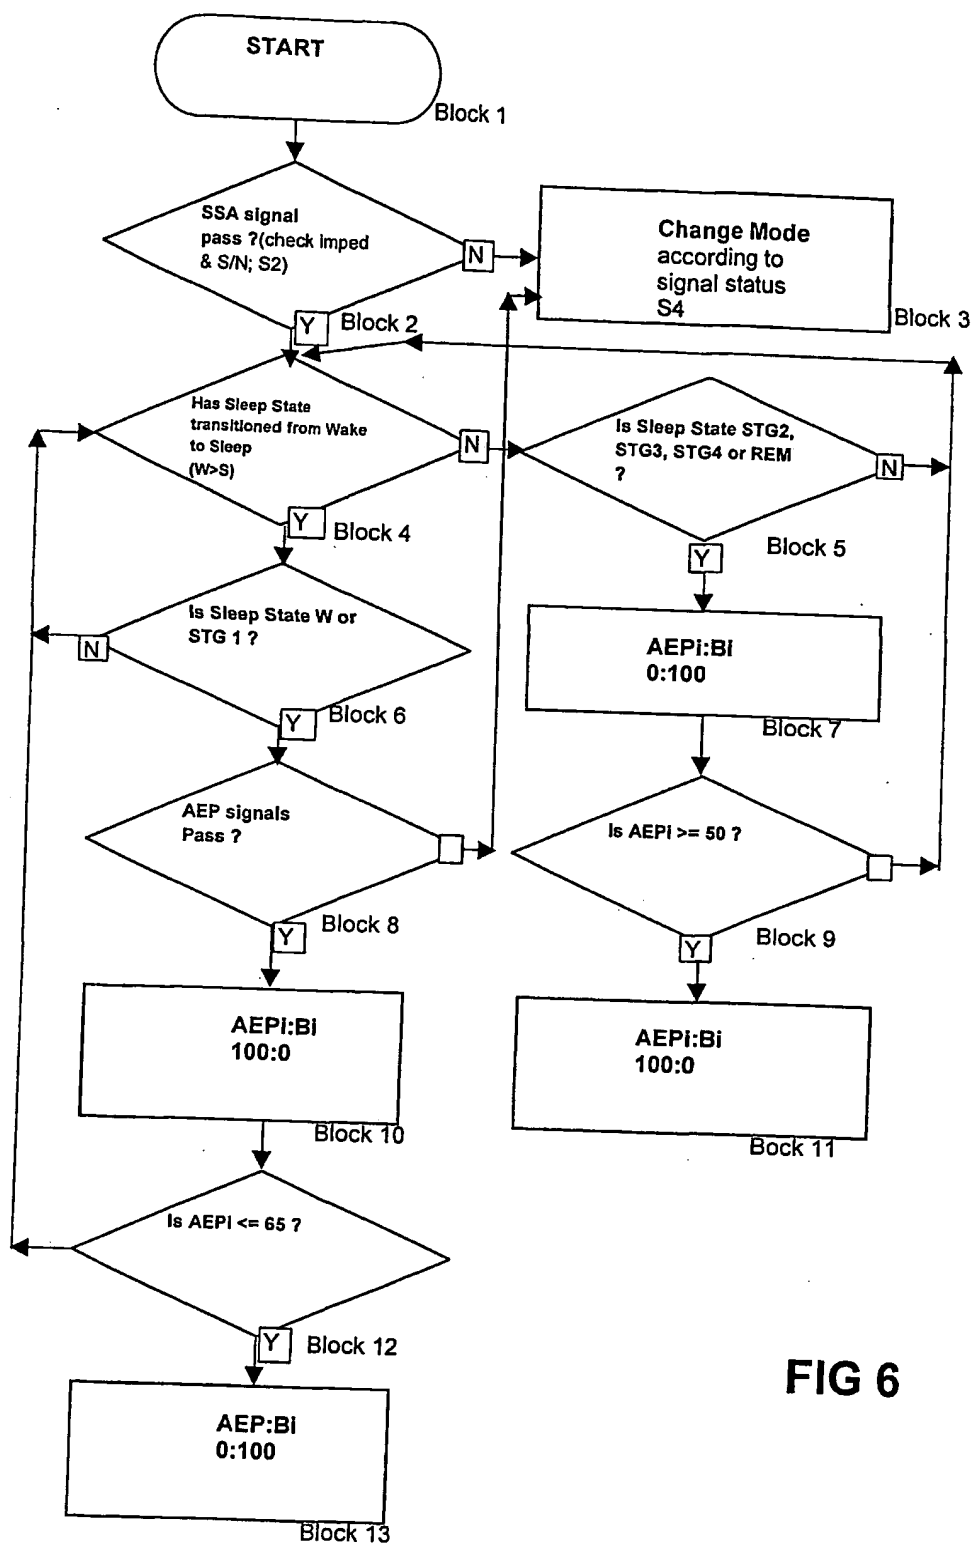 START
Block 1
SSA signal
pass ?(check imped
& S/N; S2)
N
Y
Block 2
Change Mode
according to
signal status
S4
Block 3
Has Sleep State
transitioned from Wake
to Sleep
(W>S)
N
Y
Block 4
Is Sleep State STG2,
STG3, STG4 or REM
?
N
Y
Block 5
Is Sleep State W or
STG 1 ?
N
Y
Block 6
AEPi:Bi
0:100
Block 7
AEP signals
Pass ?
Y
Block 8
Is AEPi >= 50 ?
Y
Block 9
AEPi:Bi
100:0
Block 10
AEPi:Bi
100:0
Bock 11
Is AEPi <= 65 ?
Y
Block 12
AEP:Bi
0:100
Block 13
FIG 6